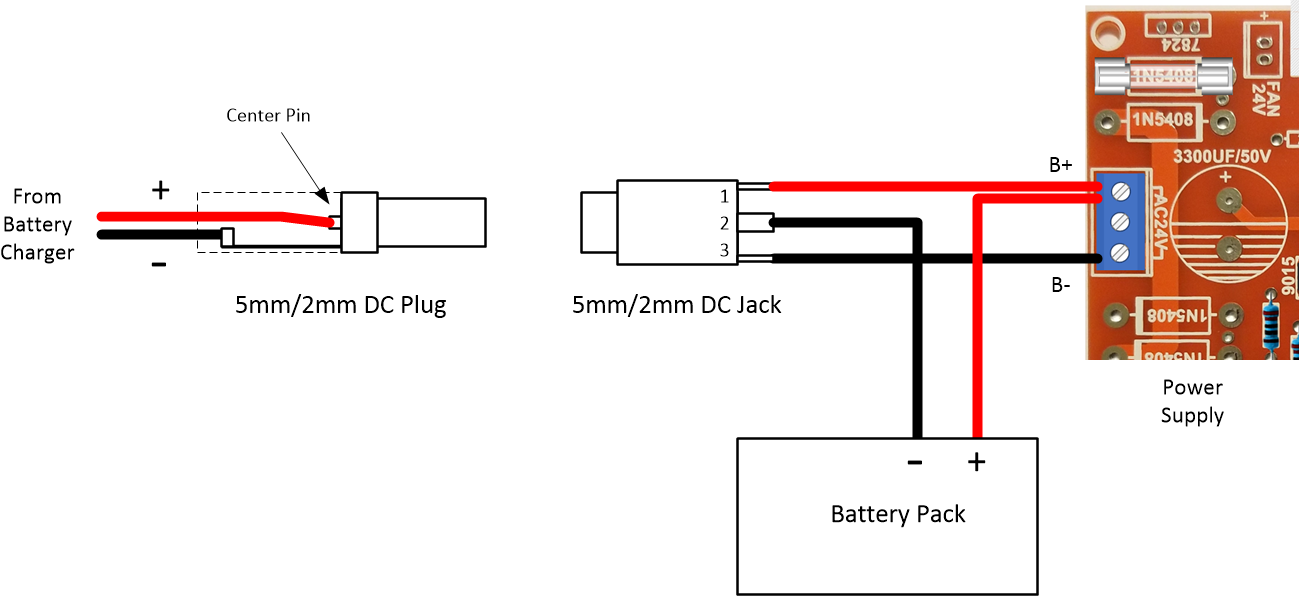 Center Pin
From
Battery
Charger
+
-
5mm/2mm DC Plug
1
2
3
5mm/2mm DC Jack
B+
B-
7824
+
FAN
24V
1N5408
1N5408
3300UF/50V
+
AC24V
9015
1N5408
1N5408
Power
Supply
- +
Battery Pack